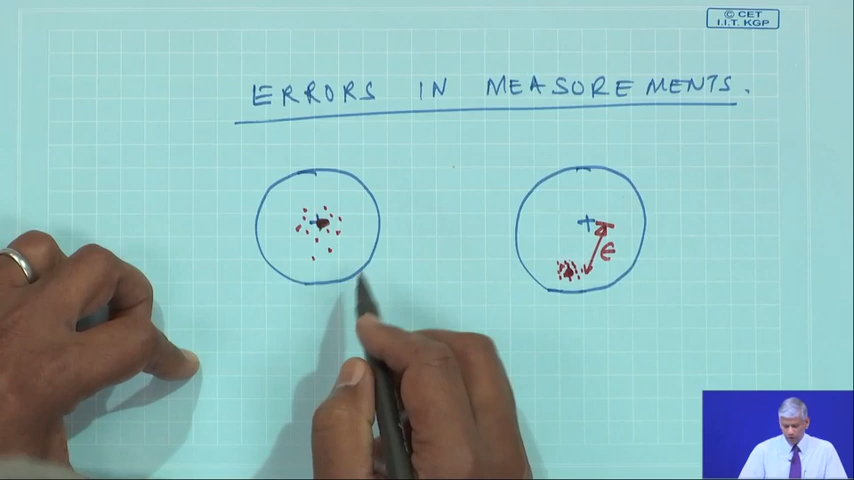 © CET
I.I.T. KGP
ERRORS IN MEASUREMENTS.
+ +
e